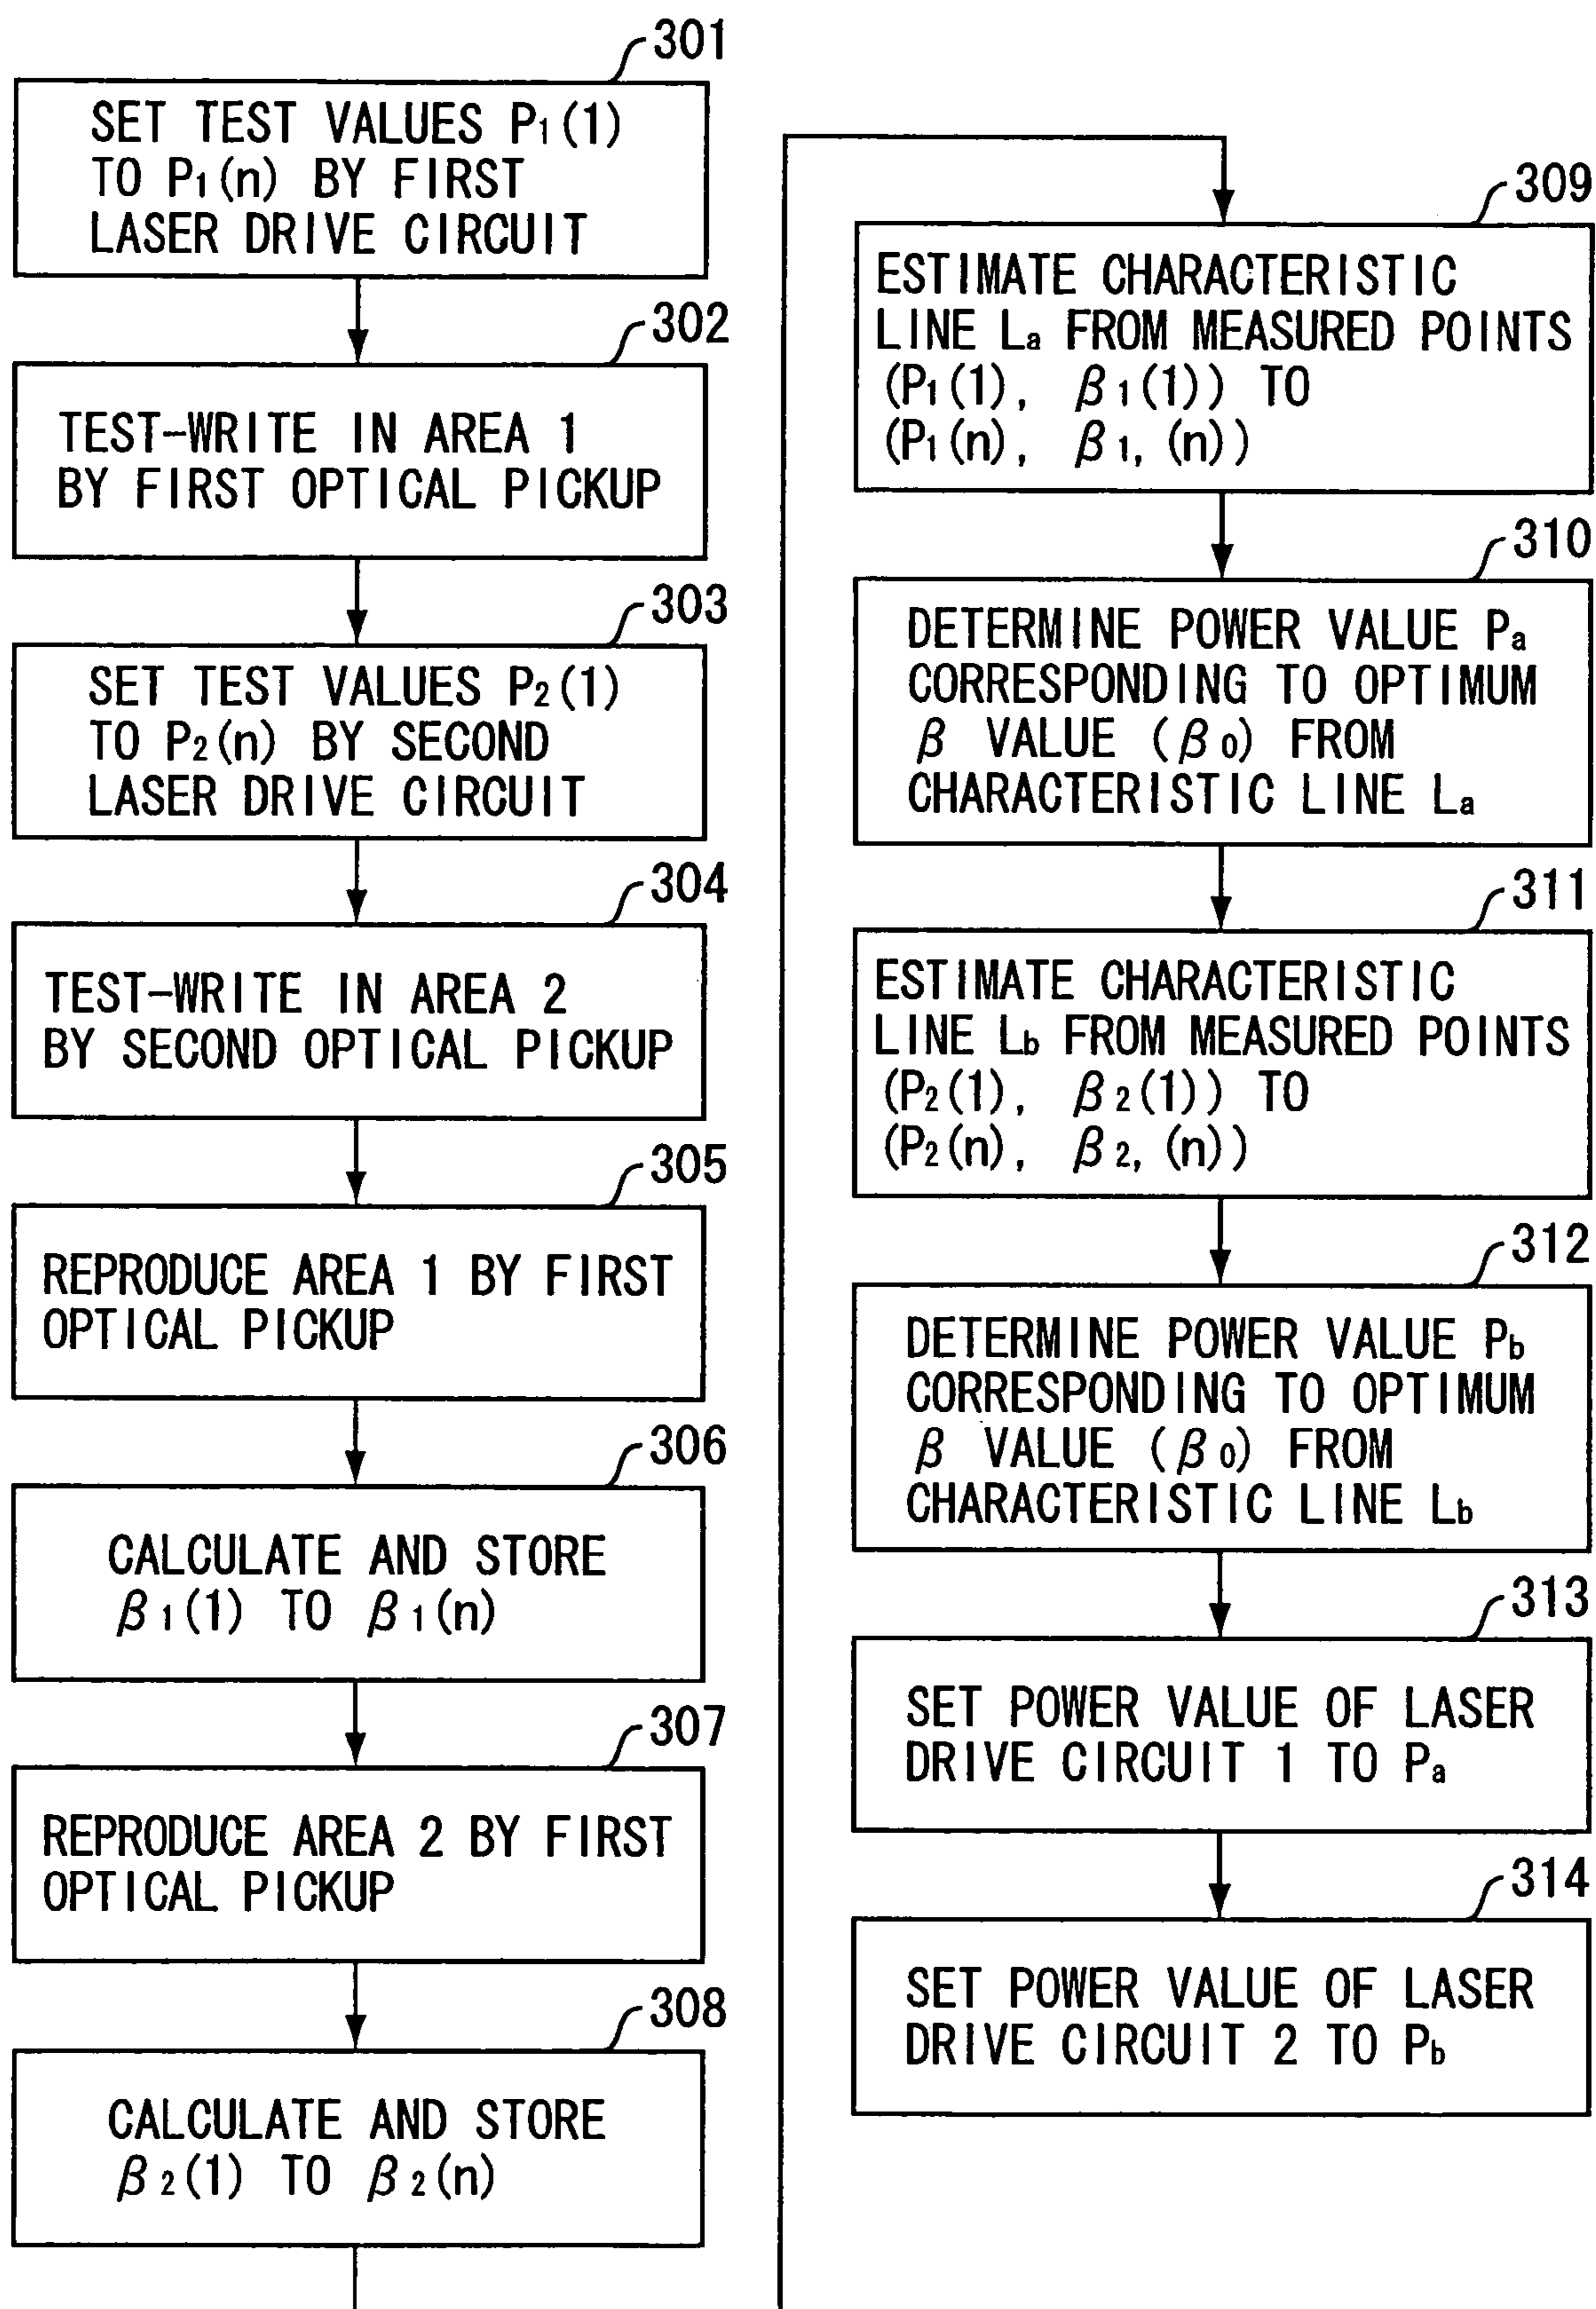 301
SET TEST VALUES P₁(1)
TO P₁(n) BY FIRST
LASER DRIVE CIRCUIT
302
TEST-WRITE IN AREA 1
BY FIRST OPTICAL PICKUP
303
SET TEST VALUES P₂(1)
TO P₂(n) BY SECOND
LASER DRIVE CIRCUIT
304
TEST-WRITE IN AREA 2
BY SECOND OPTICAL PICKUP
305
REPRODUCE AREA 1 BY FIRST
OPTICAL PICKUP
306
CALCULATE AND STORE
β₁(1) TO β₁(n)
307
REPRODUCE AREA 2 BY FIRST
OPTICAL PICKUP
308
CALCULATE AND STORE
β₂(1) TO β₂(n)
309
ESTIMATE CHARACTERISTIC
LINE Lₐ FROM MEASURED POINTS
(P₁(1), β₁(1)) TO
(P₁(n), β₁, (n))
310
DETERMINE POWER VALUE Pₐ
CORRESPONDING TO OPTIMUM
β VALUE (β₀) FROM
CHARACTERISTIC LINE Lₐ
311
ESTIMATE CHARACTERISTIC
LINE L_b FROM MEASURED POINTS
(P₂(1), β₂(1)) TO
(P₂(n), β₂, (n))
312
DETERMINE POWER VALUE P_b
CORRESPONDING TO OPTIMUM
β VALUE (β₀) FROM
CHARACTERISTIC LINE L_b
313
SET POWER VALUE OF LASER
DRIVE CIRCUIT 1 TO Pₐ
314
SET POWER VALUE OF LASER
DRIVE CIRCUIT 2 TO P_b